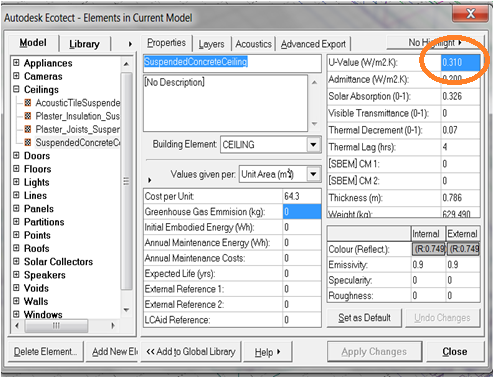 Autodesk Ecotect - Elements in Current Model
Model
Library
Properties
Layers
Acoustics
Advanced Export
No Highlight
Appliances
Cameras
Ceilings
AcousticTileSuspen
Plaster_Insulation_Susp
Plaster_Joists_Suspen
SuspendedConcreteC
Doors
Floors
Lights
Lines
Panels
Partitions
Points
Roofs
Solar Collectors
Speakers
Voids
Walls
Windows
SuspendedConcreteCeiling
[No Description]
Building Element: CEILING
Values given per: Unit Area (m²)
Cost per Unit: 64.3
Greenhouse Gas Emmision (kg): 0
Initial Embodied Energy (Wh): 0
Annual Maintenance Energy (Wh): 0
Annual Maintenance Costs: 0
Expected Life (yrs): 0
External Reference 1: 0
External Reference 2: 0
LCAid Reference: 0
U-Value (W/m2.K): 0.310
Admittance (W/m2.K): 0.200
Solar Absorption (0-1): 0.326
Visible Transmittance (0-1): 0
Thermal Decrement (0-1): 0.07
Thermal Lag (hrs): 4
[SBEM] CM 1: 0
[SBEM] CM 2: 0
Thickness (m): 0.786
Weight (kg): 629.490
Internal External
Colour (Reflect.): (R:0.749) (R:0.749)
Emissivity: 0.9 0.9
Specularity: 0 0
Roughness: 0 0
Set as Default
Undo Changes
Delete Element...
Add New El
<< Add to Global Library
Help
Apply Changes
Close